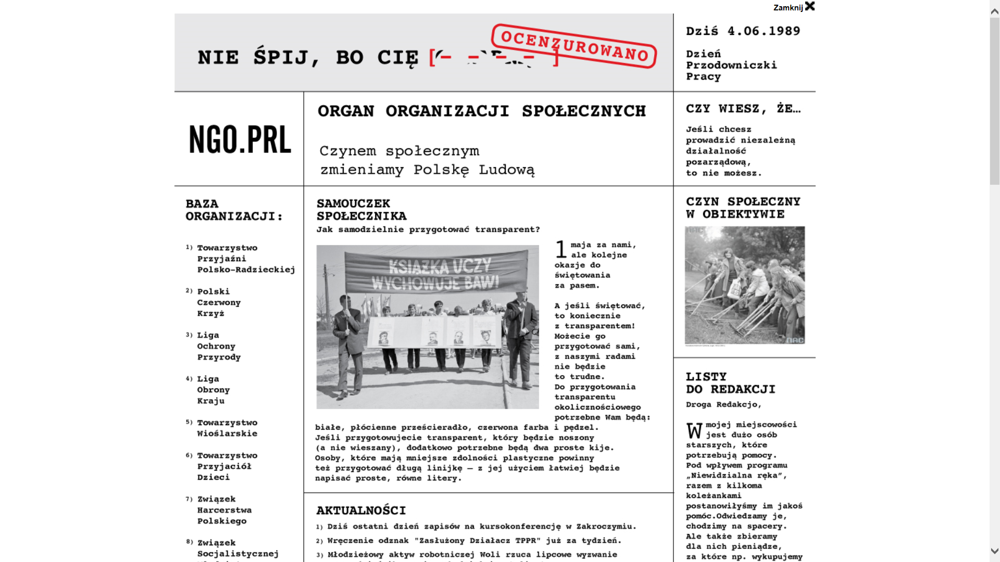 Zamknij
NIE ŚPIJ, BO CIĘ [- - - - ]
OCENZUROWANO
Dziś 4.06.1989
Dzień
Przodowniczki
Pracy
NGO.PRL
ORGAN ORGANIZACJI SPOŁECZNYCH
Czynem społecznym
zmieniamy Polskę Ludową
CZY WIESZ, ŻE…
Jeśli chcesz
prowadzić niezależną
działalność
pozarządową,
to nie możesz.
BAZA
ORGANIZACJI:
1) Towarzystwo
Przyjaźni
Polsko-Radzieckiej
2) Polski
Czerwony
Krzyż
3) Liga
Ochrony
Przyrody
4) Liga
Obrony
Kraju
5) Towarzystwo
Wioślarskie
6) Towarzystwo
Przyjaciół
Dzieci
7) Związek
Harcerstwa
Polskiego
8) Związek
Socjalistycznej
SAMOUCZEK
SPOŁECZNIKA
Jak samodzielnie przygotować transparent?
KSIĄŻKA UCZY
WYCHOWUJE BAWI
1 maja za nami,
ale kolejne
okazje do
świętowania
za pasem.
A jeśli świętować,
to koniecznie
z transparentem!
Możecie go
przygotować sami,
z naszymi radami
nie będzie
to trudne.
Do przygotowania
transparentu
okolicznościowego
potrzebne Wam będą:
białe, płócienne prześcieradło, czerwona farba i pędzel.
Jeśli przygotowujecie transparent, który będzie noszony
(a nie wieszany), dodatkowo potrzebne będą dwa proste kije.
Osoby, które mają mniejsze zdolności plastyczne powinny
też przygotować długą linijkę – z jej użyciem łatwiej będzie
napisać proste, równe litery.
AKTUALNOŚCI
1) Dziś ostatni dzień zapisów na kursokonferencję w Zakroczymiu.
2) Wręczenie odznak "Zasłużony Działacz TPPR" już za tydzień.
3) Młodzieżowy aktyw robotniczej Woli rzuca lipcowe wyzwanie
CZYN SPOŁECZNY
W OBIEKTYWIE
NAC
NAC
LISTY
DO REDAKCJI
Droga Redakcjo,
W mojej miejscowości
jest dużo osób
starszych, które
potrzebują pomocy.
Pod wpływem programu
„Niewidzialna ręka”,
razem z kilkoma
koleżankami
postanowiłyśmy im jakoś
pomóc.Odwiedzamy je,
chodzimy na spacery.
Ale także zbieramy
dla nich pieniądze,
za które np. wykupujemy